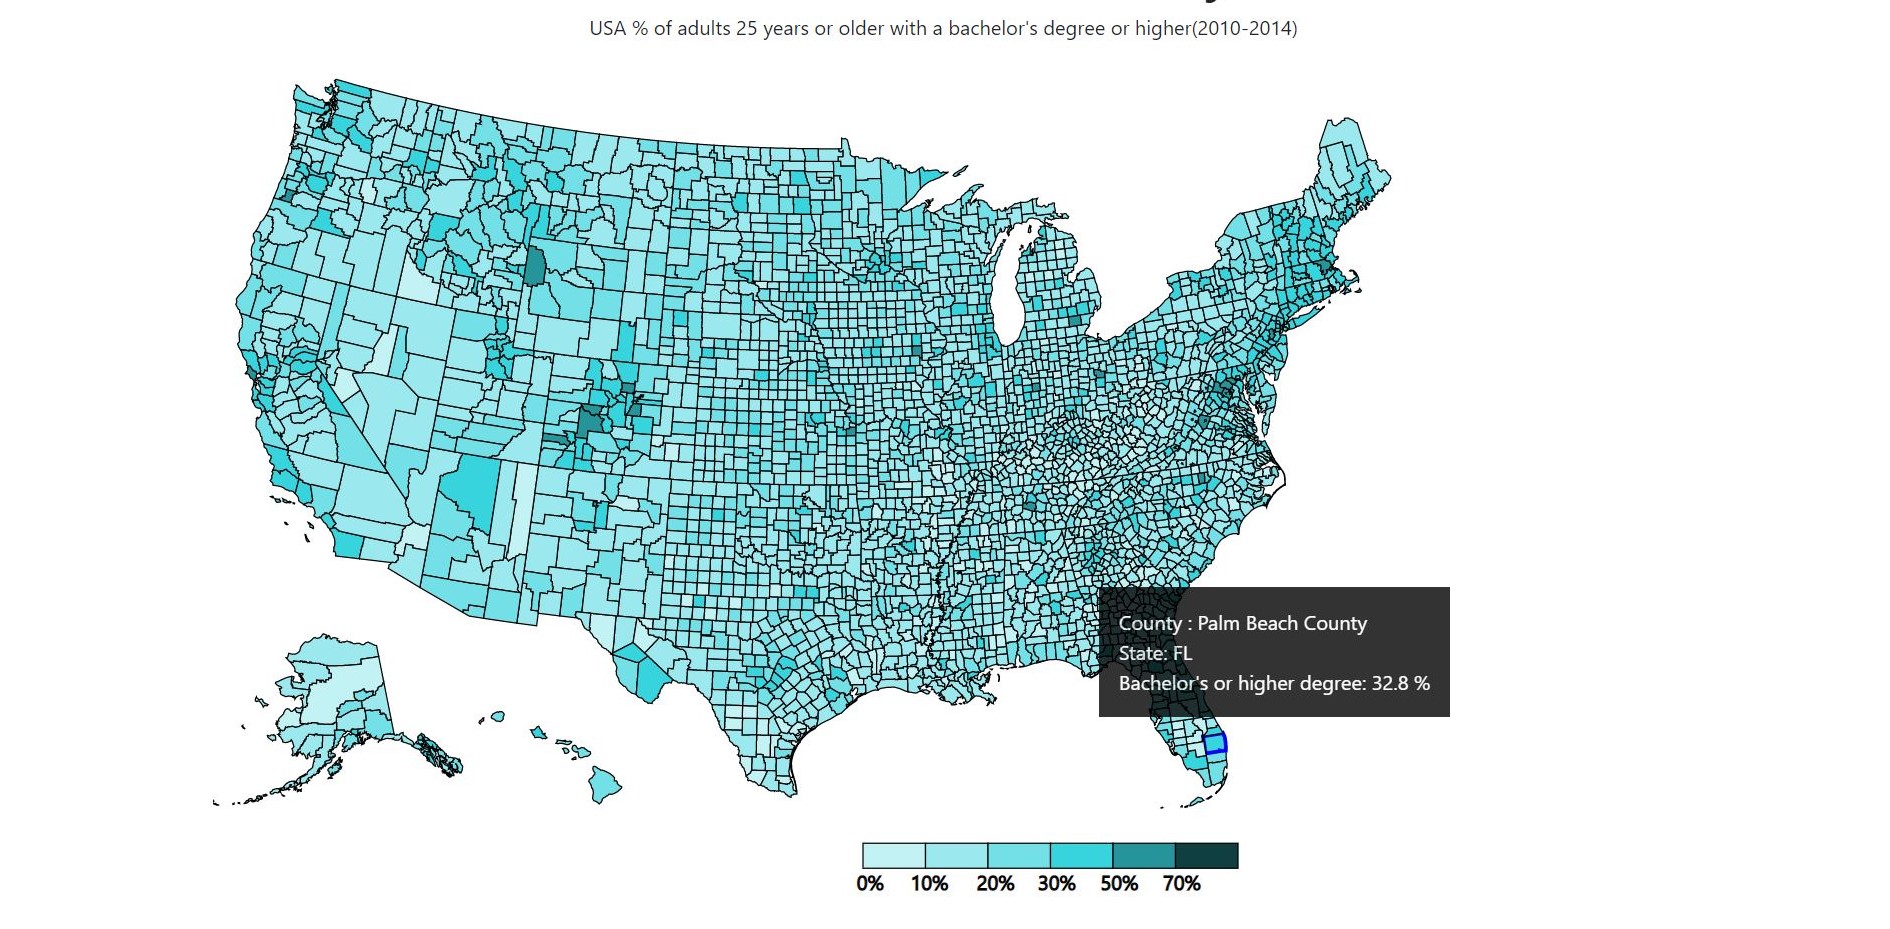 USA % of adults 25 years or older with a bachelor's degree or higher(2010-2014)
County : Palm Beach County
State: FL
Bachelor's or higher degree: 32.8 %
0% 10% 20% 30% 50% 70%